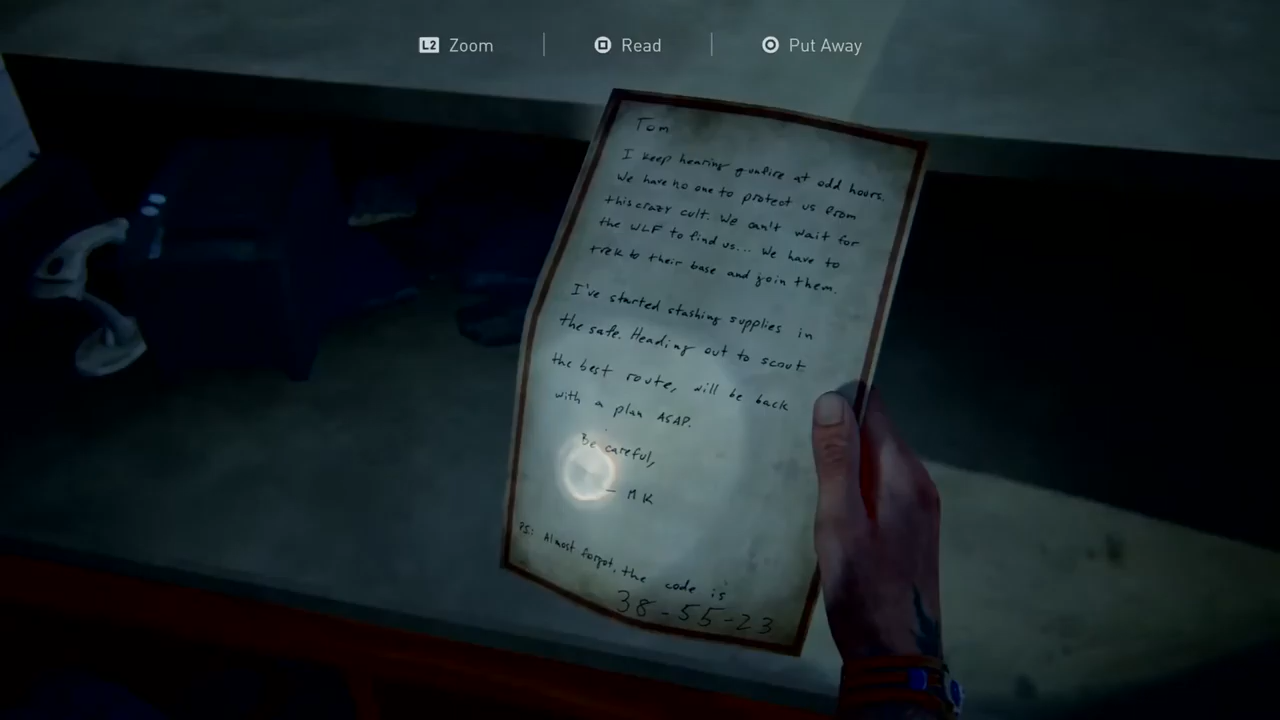 L2 Zoom Read Put Away
Tom
I keep hearing gunfire at odd hours.
We have no one to protect us from
this crazy cult. We can't wait for
the WLF to find us... We have to
trek to their base and join them.
I've started stashing supplies in
the safe. Heading out to scout
the best route, will be back
with a plan ASAP.
Be careful,
- MK
PS: Almost forgot, the code is
38-55-23